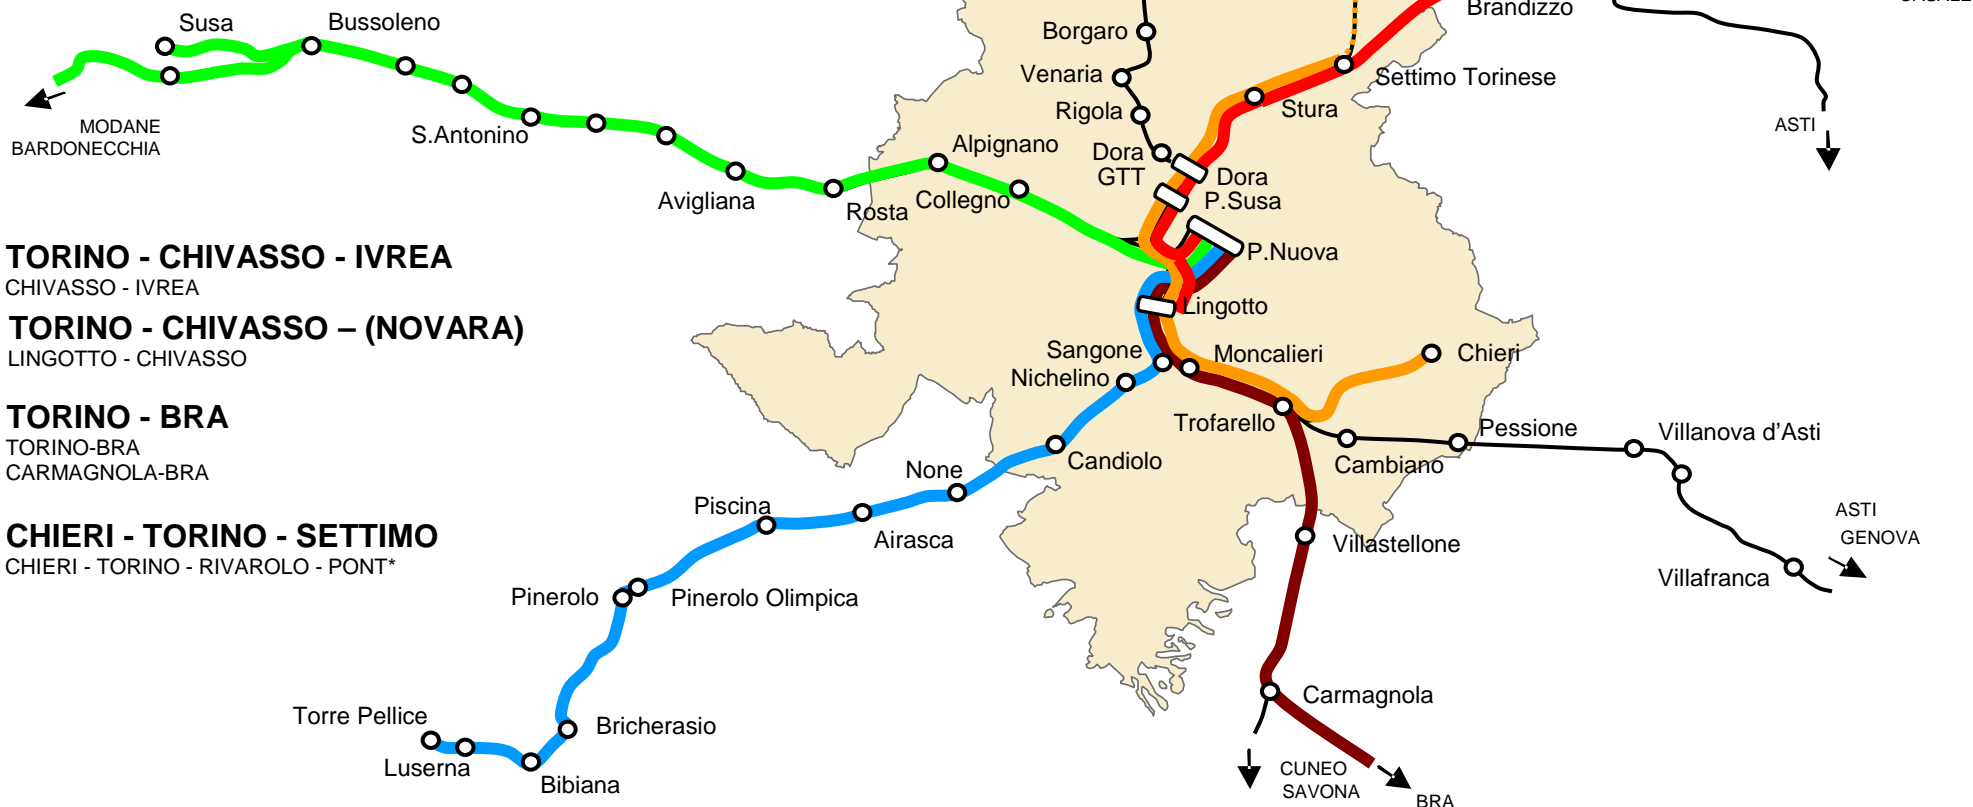 Susa
Bussoleno
MODANE
BARDONECCHIA
S.Antonino
Avigliana
Rosta
Alpignano
Collegno
Borgaro
Venaria
Rigola
Dora
GTT
Brandizzo
Settimo Torinese
Stura
Dora
P.Susa
P.Nuova
Lingotto
ASTI
TORINO - CHIVASSO - IVREA
CHIVASSO - IVREA
TORINO - CHIVASSO – (NOVARA)
LINGOTTO - CHIVASSO
TORINO - BRA
TORINO-BRA
CARMAGNOLA-BRA
CHIERI - TORINO - SETTIMO
CHIERI - TORINO - RIVAROLO - PONT*
Sangone
Nichelino
Moncalieri
Chieri
Trofarello
Cambiano
Pessione
Villanova d'Asti
ASTI
GENOVA
Villafranca
Candiolo
None
Airasca
Piscina
Pinerolo
Pinerolo Olimpica
Villastellone
Torre Pellice
Luserna
Bibiana
Bricherasio
Carmagnola
CUNEO
SAVONA
BRA